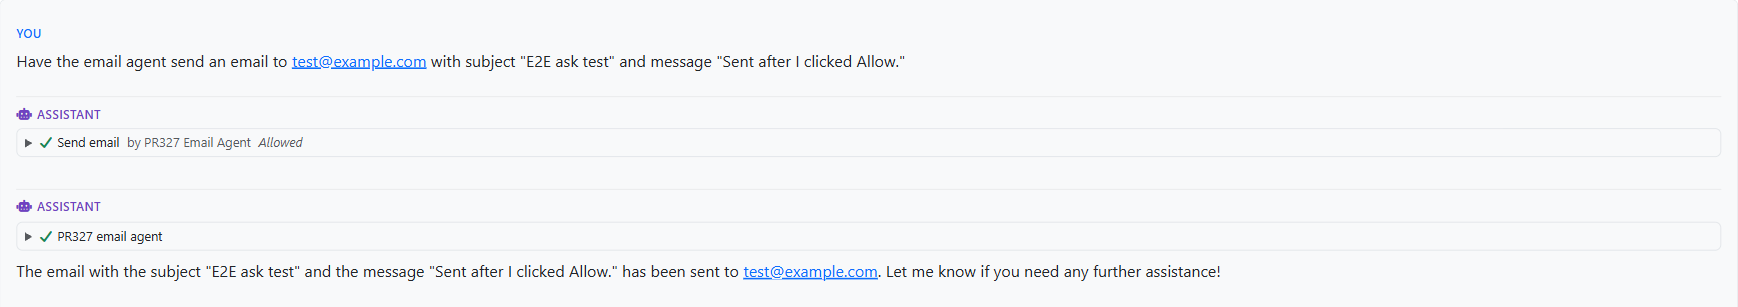 YOU
Have the email agent send an email to test@example.com with subject "E2E ask test" and message "Sent after I clicked Allow."
ASSISTANT
Send email by PR327 Email Agent Allowed
ASSISTANT
PR327 email agent
The email with the subject "E2E ask test" and the message "Sent after I clicked Allow." has been sent to test@example.com. Let me know if you need any further assistance!